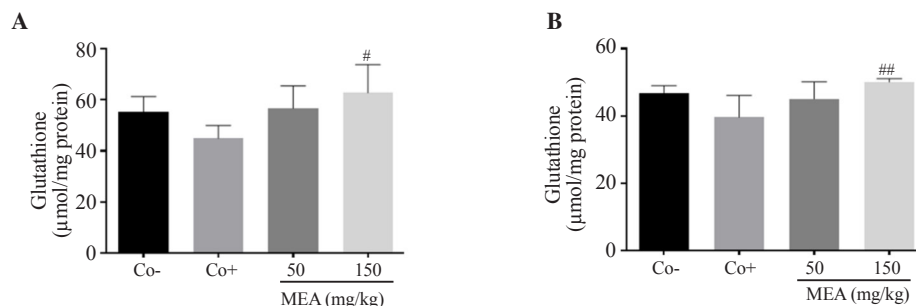 A
Glutathione
(μmol/mg protein)
80
60
40
20
0
#
Co-
Co+
50
150
MEA (mg/kg)
B
Glutathione
(μmol/mg protein)
60
40
20
0
##
Co-
Co+
50
150
MEA (mg/kg)